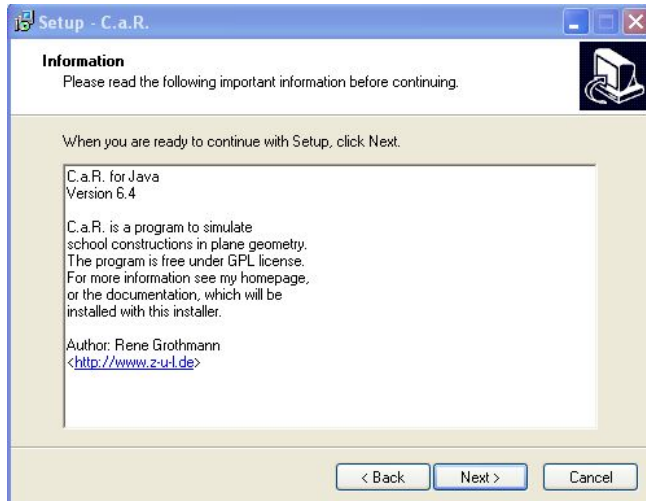 Setup - C.a.R.
Information
Please read the following important information before continuing.
When you are ready to continue with Setup, click Next.
C.a.R. for Java
Version 6.4
C.a.R. is a program to simulate
school constructions in plane geometry.
The program is free under GPL license.
For more information see my homepage,
or the documentation, which will be
installed with this installer.
Author: Rene Grothmann
<http://www.z-u-l.de>
< Back
Next >
Cancel